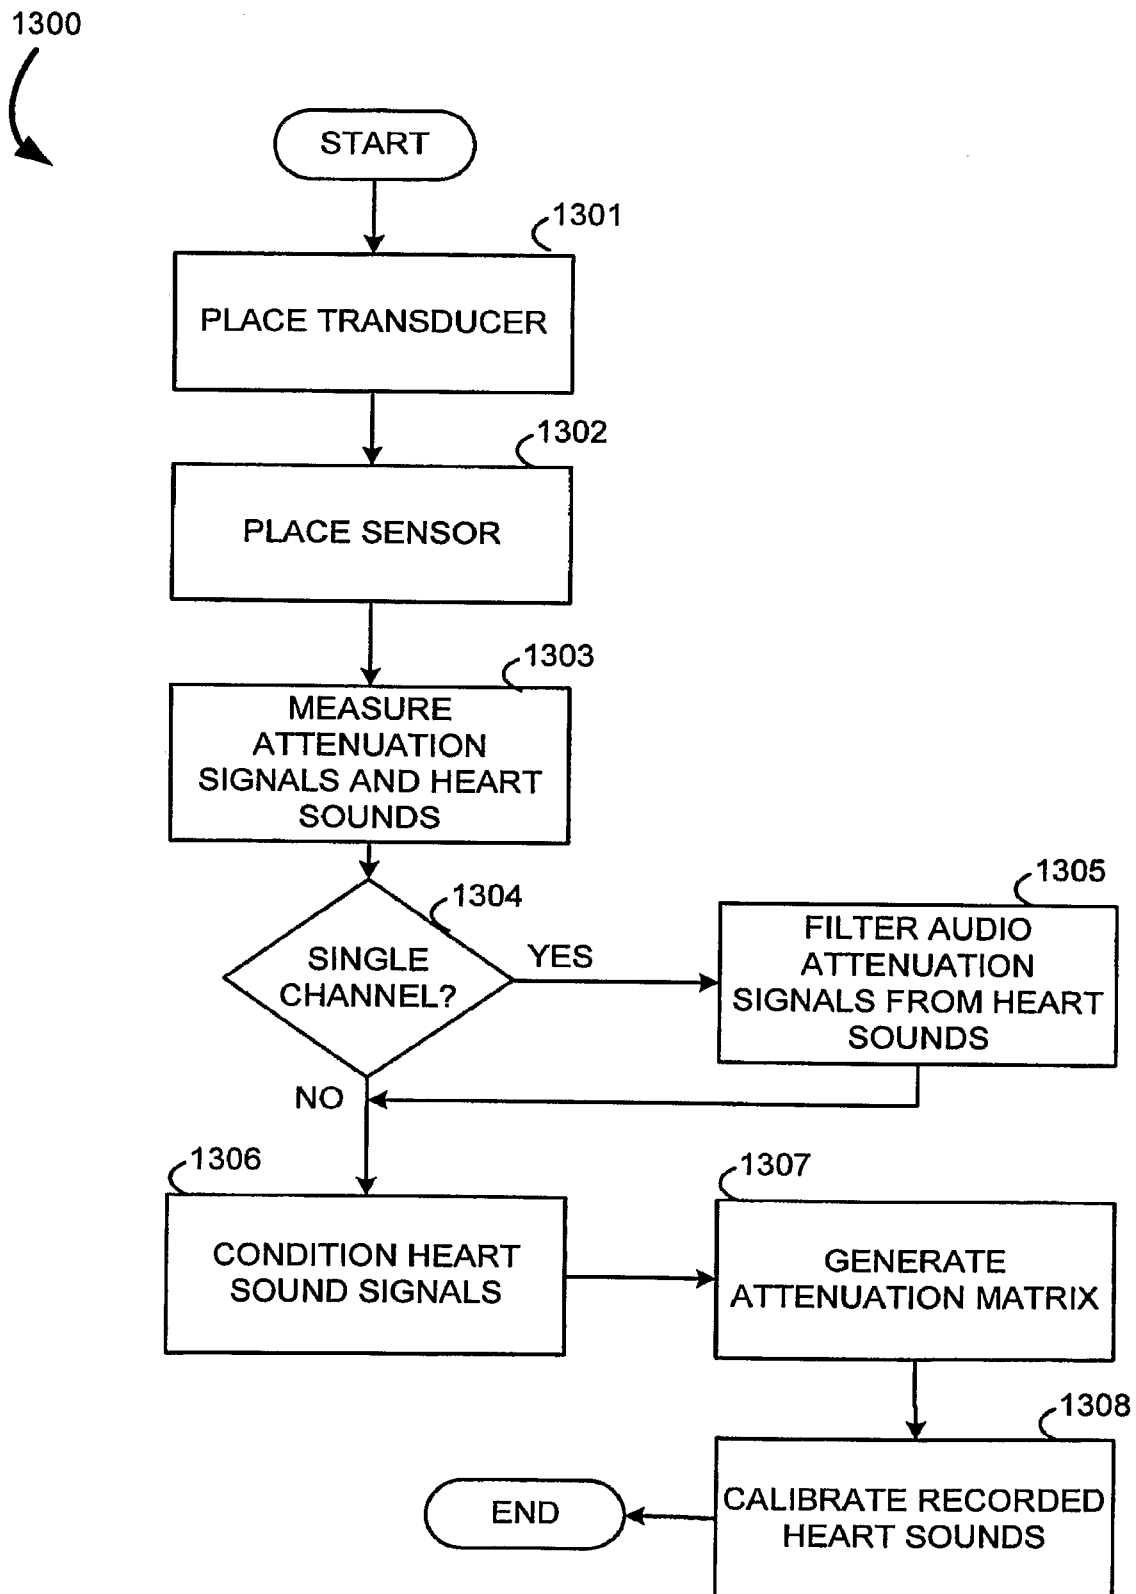 1300
START
1301
PLACE TRANSDUCER
1302
PLACE SENSOR
1303
MEASURE
ATTENUATION
SIGNALS AND HEART
SOUNDS
1304
SINGLE
CHANNEL?
YES
1305
FILTER AUDIO
ATTENUATION
SIGNALS FROM HEART
SOUNDS
NO
1306
CONDITION HEART
SOUND SIGNALS
1307
GENERATE
ATTENUATION MATRIX
1308
CALIBRATE RECORDED
HEART SOUNDS
END